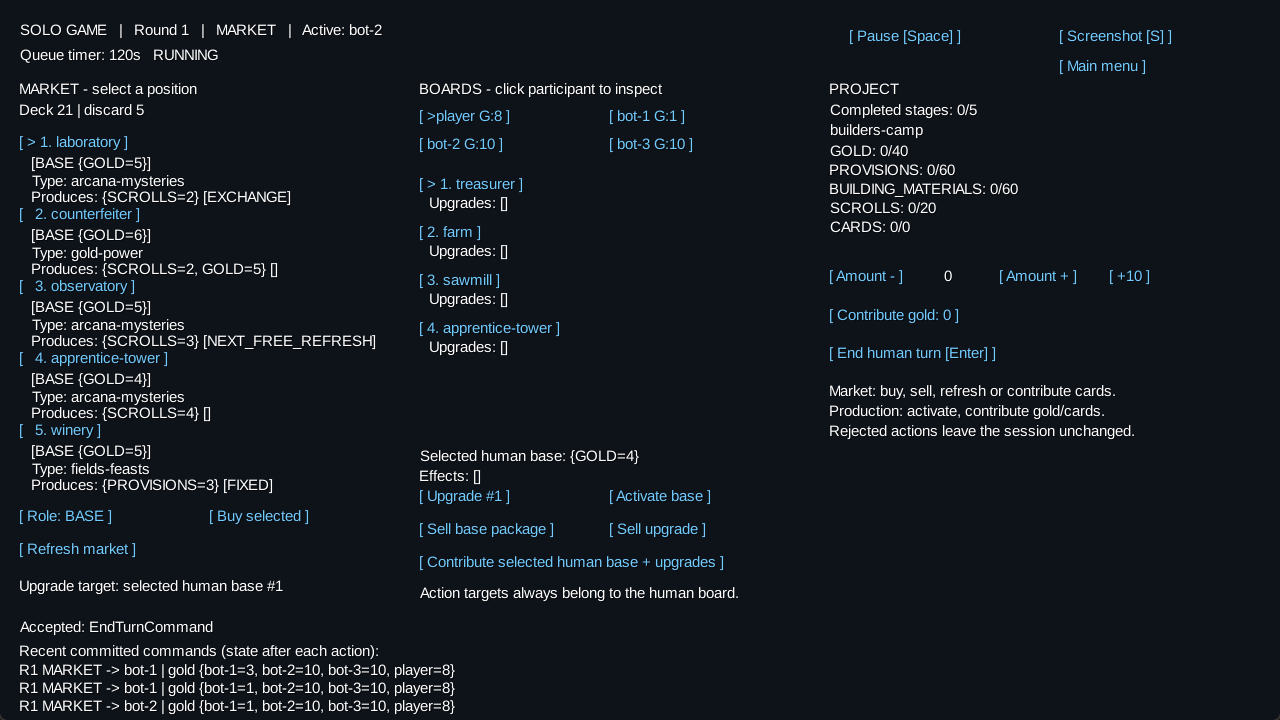 SOLO GAME | Round 1 | MARKET | Active: bot-2
Queue timer: 120s RUNNING
[ Pause [Space] ]
[ Screenshot [S] ]
[ Main menu ]
MARKET - select a position
Deck 21 | discard 5
[ > 1. laboratory ]
[BASE {GOLD=5}]
Type: arcana-mysteries
Produces: {SCROLLS=2} [EXCHANGE]
[ 2. counterfeiter ]
[BASE {GOLD=6}]
Type: gold-power
Produces: {SCROLLS=2, GOLD=5} []
[ 3. observatory ]
[BASE {GOLD=5}]
Type: arcana-mysteries
Produces: {SCROLLS=3} [NEXT_FREE_REFRESH]
[ 4. apprentice-tower ]
[BASE {GOLD=4}]
Type: arcana-mysteries
Produces: {SCROLLS=4} []
[ 5. winery ]
[BASE {GOLD=5}]
Type: fields-feasts
Produces: {PROVISIONS=3} [FIXED]
[ Role: BASE ]
[ Buy selected ]
[ Refresh market ]
Upgrade target: selected human base #1
BOARDS - click participant to inspect
[ >player G:8 ]
[ bot-1 G:1 ]
[ bot-2 G:10 ]
[ bot-3 G:10 ]
[ > 1. treasurer ]
Upgrades: []
[ 2. farm ]
Upgrades: []
[ 3. sawmill ]
Upgrades: []
[ 4. apprentice-tower ]
Upgrades: []
Selected human base: {GOLD=4}
Effects: []
[ Upgrade #1 ]
[ Activate base ]
[ Sell base package ]
[ Sell upgrade ]
[ Contribute selected human base + upgrades ]
Action targets always belong to the human board.
PROJECT
Completed stages: 0/5
builders-camp
GOLD: 0/40
PROVISIONS: 0/60
BUILDING_MATERIALS: 0/60
SCROLLS: 0/20
CARDS: 0/0
[ Amount - ]
0
[ Amount + ]
[ +10 ]
[ Contribute gold: 0 ]
[ End human turn [Enter] ]
Market: buy, sell, refresh or contribute cards.
Production: activate, contribute gold/cards.
Rejected actions leave the session unchanged.
Accepted: EndTurnCommand
Recent committed commands (state after each action):
R1 MARKET -> bot-1 | gold {bot-1=3, bot-2=10, bot-3=10, player=8}
R1 MARKET -> bot-1 | gold {bot-1=1, bot-2=10, bot-3=10, player=8}
R1 MARKET -> bot-2 | gold {bot-1=1, bot-2=10, bot-3=10, player=8}